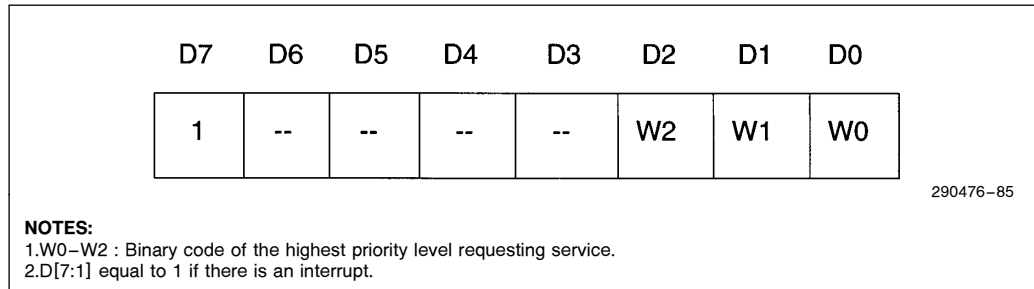 D7 D6 D5 D4 D3 D2 D1 D0
1 -- -- -- -- W2 W1 W0
290476–85
NOTES:
1.W0–W2 : Binary code of the highest priority level requesting service.
2.D[7:1] equal to 1 if there is an interrupt.